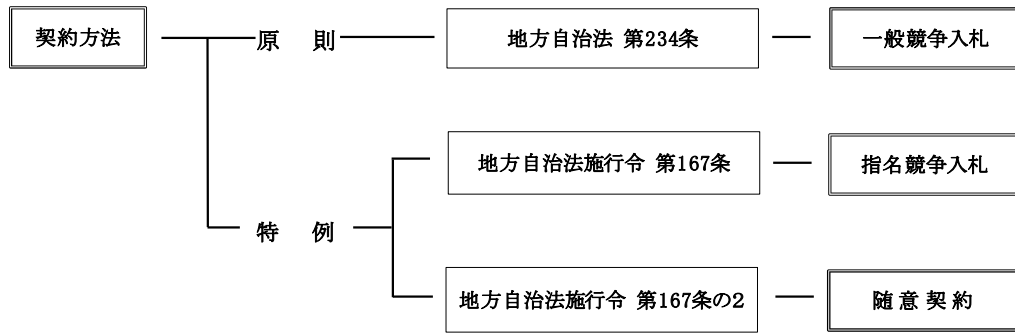 契約方法
原 則
地方自治法 第234条
一般競争入札
地方自治法施行令 第167条
指名競争入札
特 例
地方自治法施行令 第167条の2
随意契約